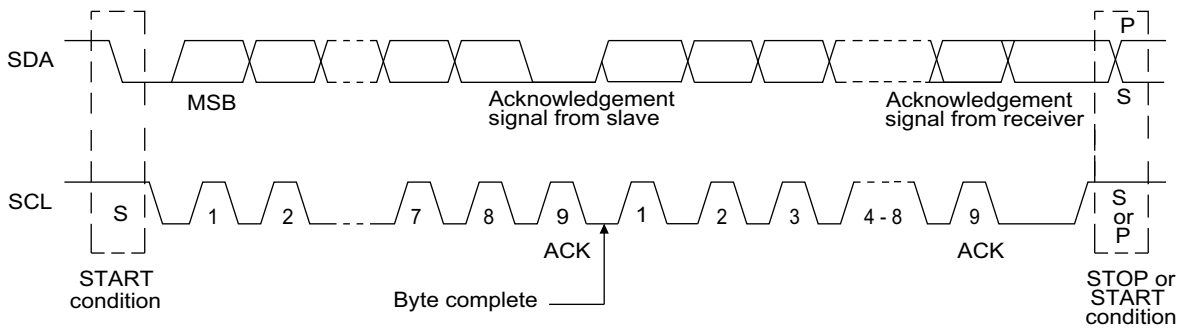 P
SDA
MSB
Acknowledgement
signal from slave
Acknowledgement
signal from receiver
S
SCL
S
1
2
7
8
9
1
2
3
4 - 8
9
S
or
P
ACK
ACK
START
condition
Byte complete
STOP or
START
condition